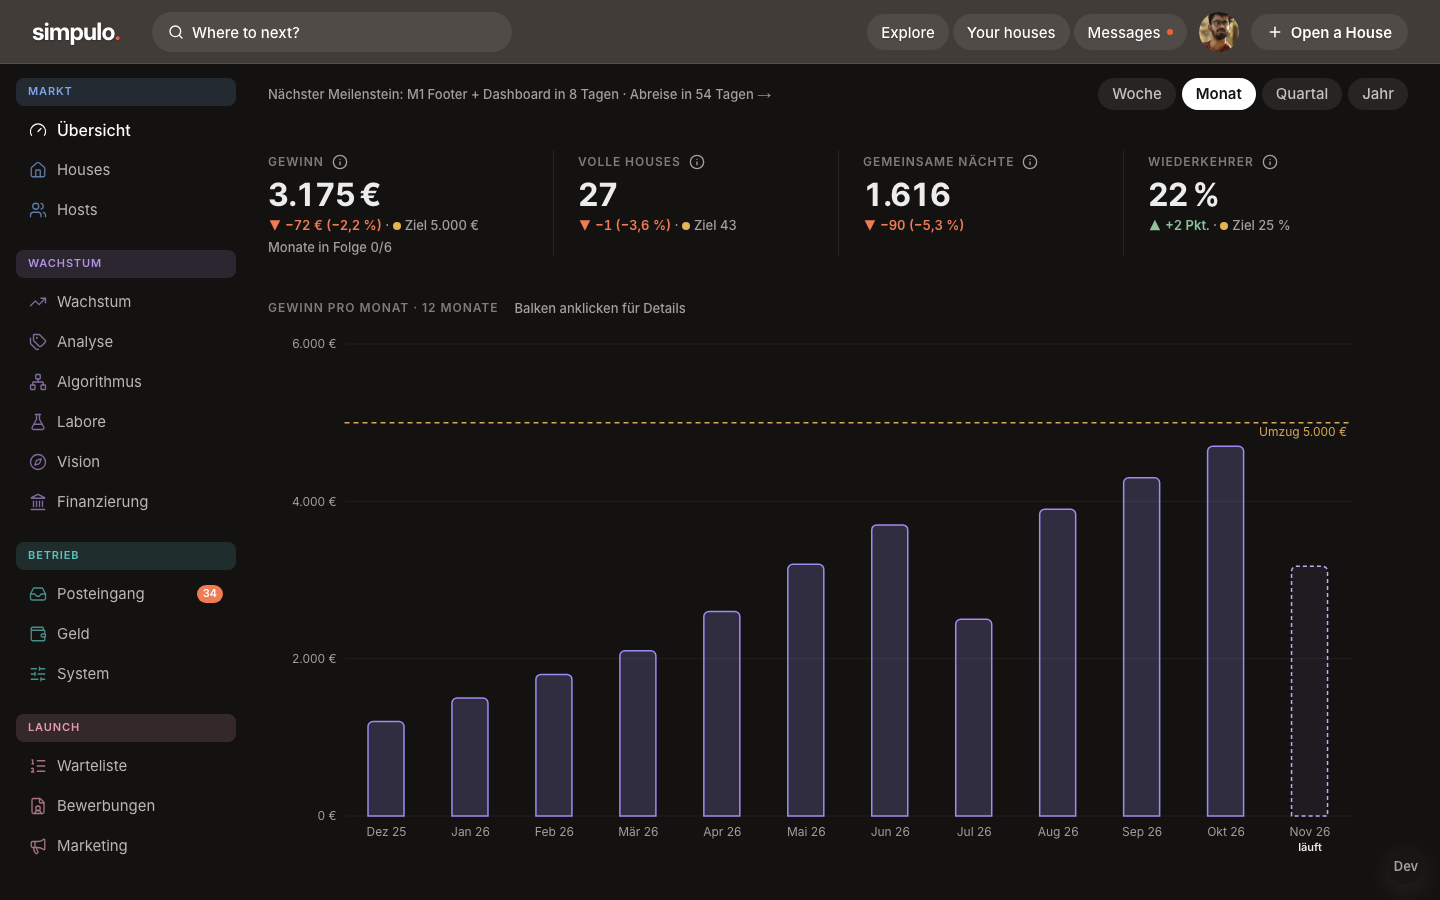 simpulo.
Where to next?
Explore
Your houses
Messages
Open a House
MARKT
Übersicht
Houses
Hosts
WACHSTUM
Wachstum
Analyse
Algorithmus
Labore
Vision
Finanzierung
BETRIEB
Posteingang 34
Geld
System
LAUNCH
Warteliste
Bewerbungen
Marketing
Nächster Meilenstein: M1 Footer + Dashboard in 8 Tagen · Abreise in 54 Tagen →
Woche
Monat
Quartal
Jahr
GEWINN
3.175 €
▼ −72 € (−2,2 %) · Ziel 5.000 €
Monate in Folge 0/6
VOLLE HOUSES
27
▼ −1 (−3,6 %) · Ziel 43
GEMEINSAME NÄCHTE
1.616
▼ −90 (−5,3 %)
WIEDERKEHRER
22 %
▲ +2 Pkt. · Ziel 25 %
GEWINN PRO MONAT · 12 MONATE Balken anklicken für Details
6.000 €
Umzug 5.000 €
4.000 €
2.000 €
0 €
Dez 25 Jan 26 Feb 26 Mär 26 Apr 26 Mai 26 Jun 26 Jul 26 Aug 26 Sep 26 Okt 26 Nov 26
läuft
Dev